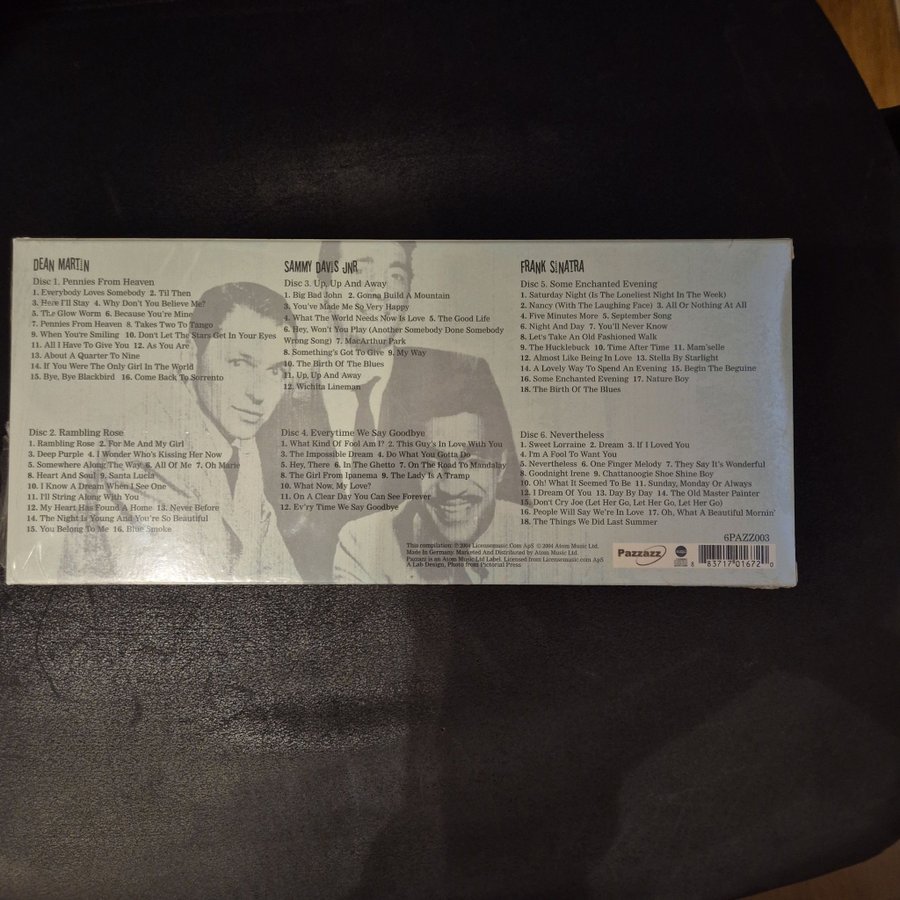 DEAN MARTIN
Disc 1. Pennies From Heaven
1. Everybody Loves Somebody 2. Til Then
3. Here I'll Stay 4. Why Don't You Believe Me?
5. The Glow Worm 6. Because You're Mine
7. Pennies From Heaven 8. Takes Two To Tango
9. When You're Smiling 10. Don't Let The Stars Get In Your Eyes
11. All I Have To Give You 12. As You Are
13. About A Quarter To Nine
14. If You Were The Only Girl In The World
15. Bye, Bye Blackbird 16. Come Back To Sorrento
Disc 2. Rambling Rose
1. Rambling Rose 2. For Me And My Girl
3. Deep Purple 4. I Wonder Who's Kissing Her Now
5. Somewhere Along The Way 6. All Of Me 7. Oh Marie
8. Heart And Soul 9. Santa Lucia
10. I Know A Dream When I See One
11. I'll String Along With You
12. My Heart Has Found A Home 13. Never Before
14. The Night Is Young And You're So Beautiful
15. You Belong To Me 16. Blue Smoke
SAMMY DAVIS JNR
Disc 3. Up, Up And Away
1. Big Bad John 2. Gonna Build A Mountain
3. You've Made Me So Very Happy
4. What The World Needs Now Is Love 5. The Good Life
6. Hey, Won't You Play (Another Somebody Done Somebody
Wrong Song) 7. MacArthur Park
8. Something's Got To Give 9. My Way
10. The Birth Of The Blues
11. Up, Up And Away
12. Wichita Lineman
Disc 4. Everytime We Say Goodbye
1. What Kind Of Fool Am I? 2. This Guy's In Love With You
3. The Impossible Dream 4. Do What You Gotta Do
5. Hey, There 6. In The Ghetto 7. On The Road To Mandalay
8. The Girl From Ipanema 9. The Lady Is A Tramp
10. What Now, My Love?
11. On A Clear Day You Can See Forever
12. Ev'ry Time We Say Goodbye
FRANK SINATRA
Disc 5. Some Enchanted Evening
1. Saturday Night (Is The Loneliest Night In The Week)
2. Nancy (With The Laughing Face) 3. All Or Nothing At All
4. Five Minutes More 5. September Song
6. Night And Day 7. You'll Never Know
8. Let's Take An Old Fashioned Walk
9. The Hucklebuck 10. Time After Time 11. Mam'selle
12. Almost Like Being In Love 13. Stella By Starlight
14. A Lovely Way To Spend An Evening 15. Begin The Beguine
16. Some Enchanted Evening 17. Nature Boy
18. The Birth Of The Blues
Disc 6. Nevertheless
1. Sweet Lorraine 2. Dream 3. If I Loved You
4. I'm A Fool To Want You
5. Nevertheless 6. One Finger Melody 7. They Say It's Wonderful
8. Goodnight Irene 9. Chattanoogie Shoe Shine Boy
10. Oh! What It Seemed To Be 11. Sunday, Monday Or Always
12. I Dream Of You 13. Day By Day 14. The Old Master Painter
15. Don't Cry Joe (Let Her Go, Let Her Go, Let Her Go)
16. People Will Say We're In Love 17. Oh, What A Beautiful Mornin'
18. The Things We Did Last Summer
6PAZZ003
This compilation: ℗ 2004 Licensemusic.Com ApS © 2004 Atom Music Ltd.
Made In Germany. Marketed And Distributed by Atom Music Ltd.
Pazzazz is an Atom Music Ltd Label. Licensed from Licensemusic.com ApS
A Lab Design, Photo from Pictorial Press
Pazzazz
8 83717 01672 0